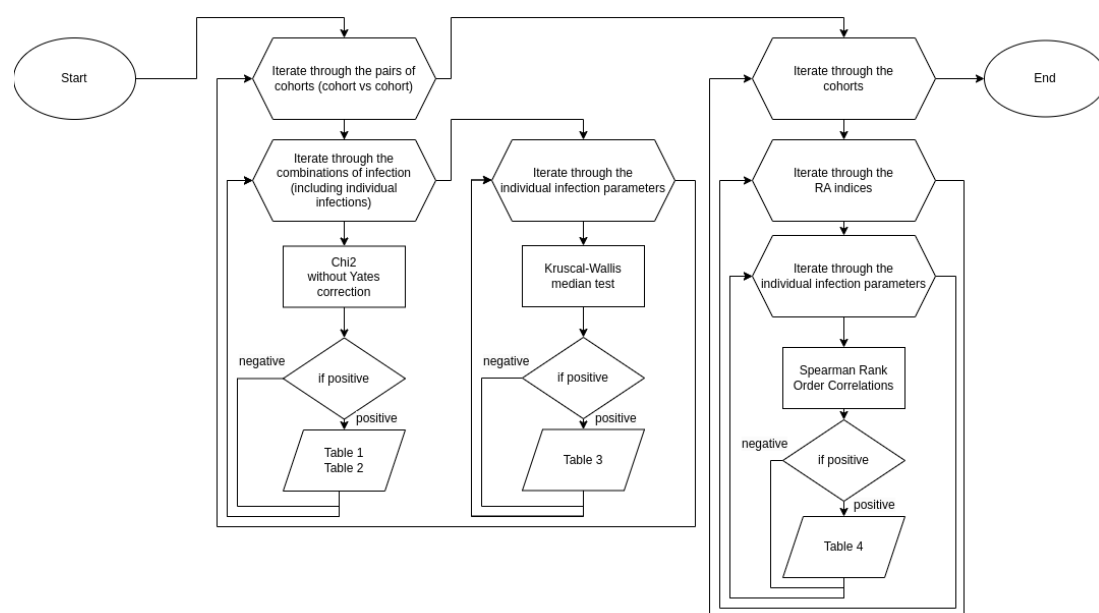 Start
Iterate through the pairs of
cohorts (cohort vs cohort)
Iterate through the
cohorts
End
Iterate through the
combinations of infection
(including individual
infections)
Iterate through the
individual infection parameters
Iterate through the
RA indices
Chi2
without Yates
correction
Kruscal-Wallis
median test
Iterate through the
individual infection parameters
negative
if positive
positive
negative
if positive
positive
Spearman Rank
Order Correlations
Table 1
Table 2
Table 3
negative
if positive
positive
Table 4